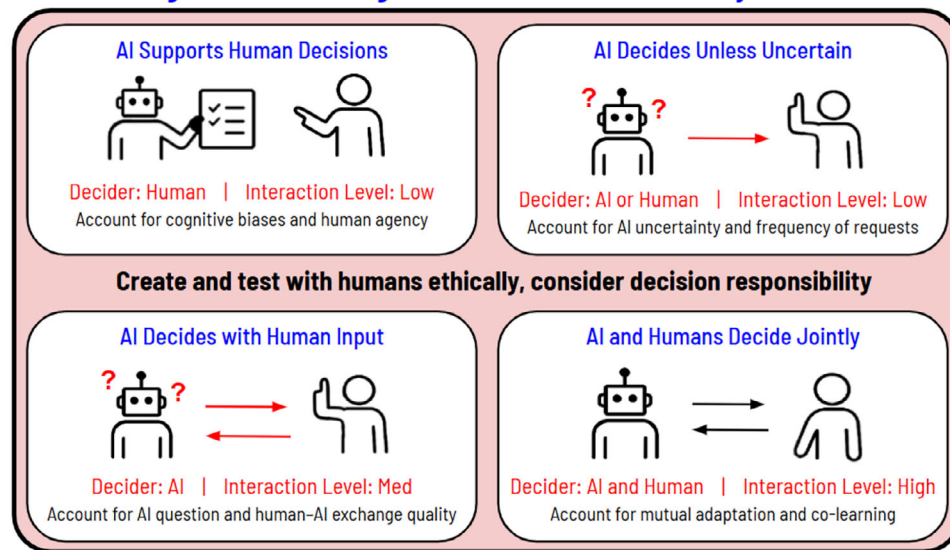 AI Supports Human Decisions
Decider: Human | Interaction Level: Low
Account for cognitive biases and human agency
AI Decides Unless Uncertain
? ?
Decider: AI or Human | Interaction Level: Low
Account for AI uncertainty and frequency of requests
Create and test with humans ethically, consider decision responsibility
AI Decides with Human Input
? ?
Decider: AI | Interaction Level: Med
Account for AI question and human–AI exchange quality
AI and Humans Decide Jointly
Decider: AI and Human | Interaction Level: High
Account for mutual adaptation and co-learning